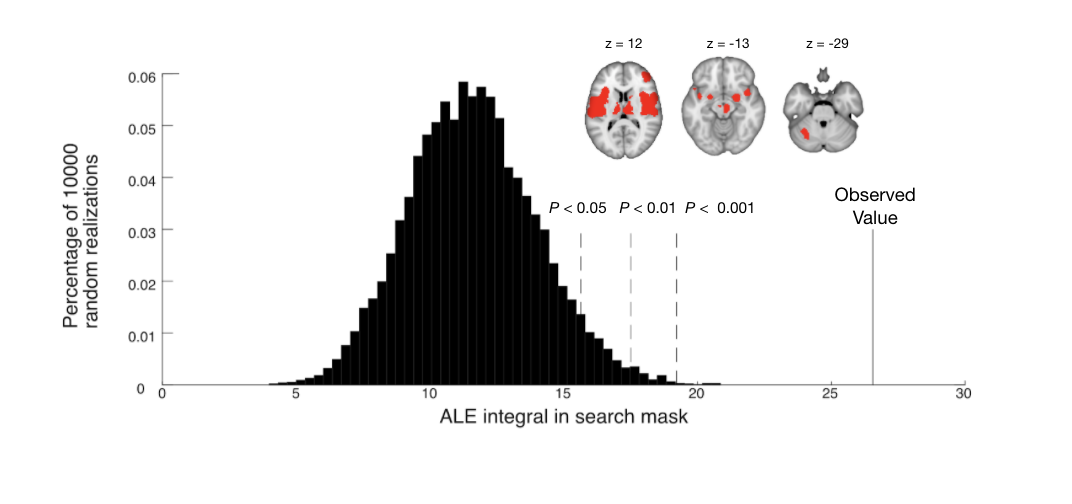 z = 12
z = -13
z = -29
0.06
0.05
0.04
0.03
0.02
0.01
0
Percentage of 10000
random realizations
P < 0.05
P < 0.01
P < 0.001
Observed
Value
0
5
10
15
20
25
30
ALE integral in search mask